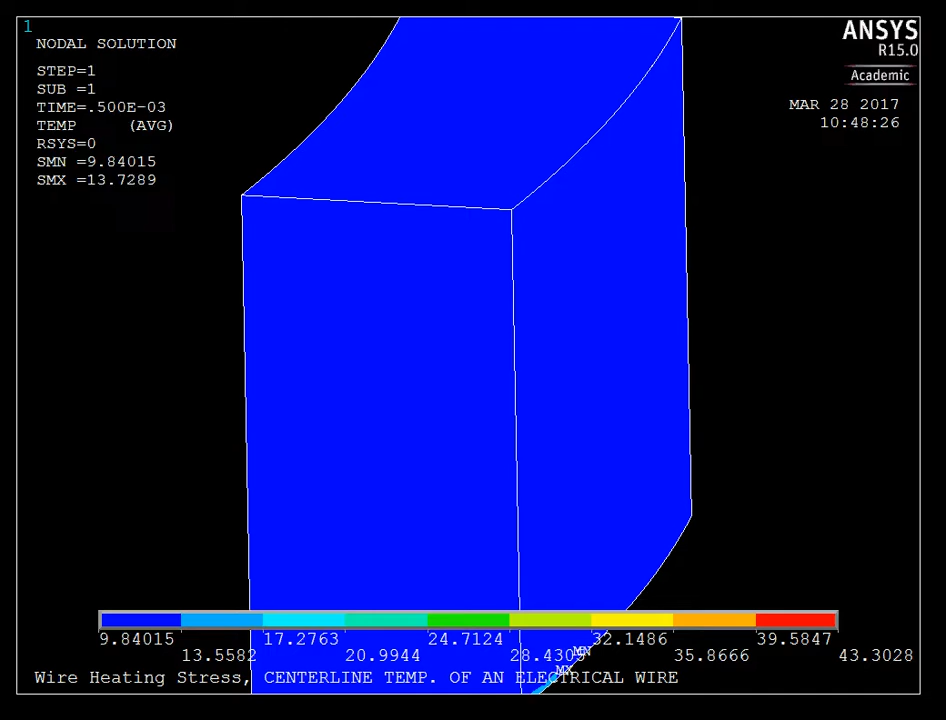 1
NODAL SOLUTION
STEP=1
SUB =1
TIME=.500E-03
TEMP (AVG)
RSYS=0
SMN =9.84015
SMX =13.7289
ANSYS
R15.0
Academic
MAR 28 2017
10:48:26
MN
MX
9.84015 17.2763 24.7124 32.1486 39.5847
13.5582 20.9944 28.4305 35.8666 43.3028
Wire Heating Stress, CENTERLINE TEMP. OF AN ELECTRICAL WIRE